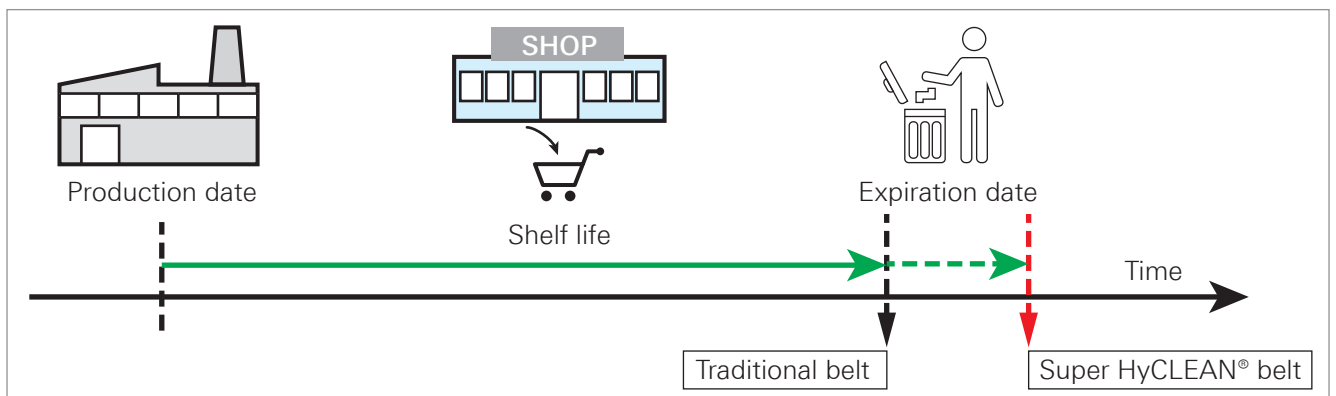 SHOP
Production date
Expiration date
Shelf life
Time
Traditional belt
Super HyCLEAN® belt